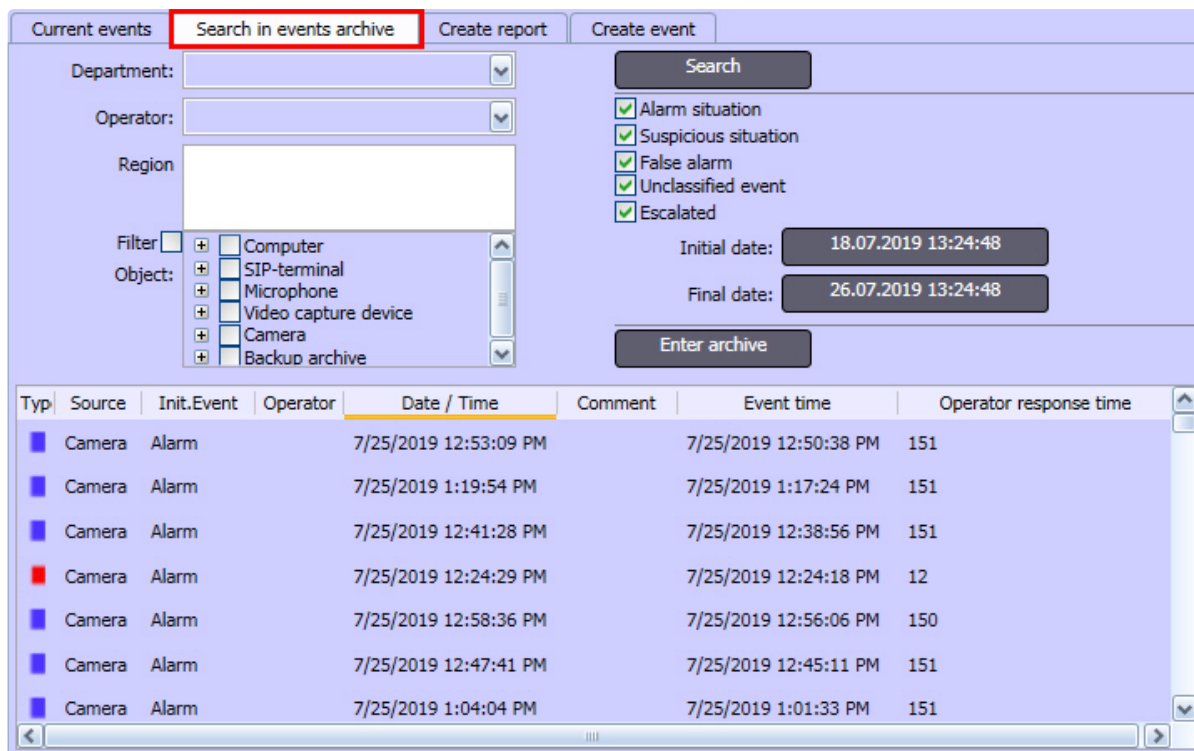 Current events Search in events archive Create report Create event
Department: Search
Operator: Alarm situation
Suspicious situation
Region False alarm
Unclassified event
Escalated
Filter Computer Initial date: 18.07.2019 13:24:48
Object: SIP-terminal
Microphone Final date: 26.07.2019 13:24:48
Video capture device
Camera Enter archive
Backup archive
Typ Source Init.Event Operator Date / Time Comment Event time Operator response time
Camera Alarm 7/25/2019 12:53:09 PM 7/25/2019 12:50:38 PM 151
Camera Alarm 7/25/2019 1:19:54 PM 7/25/2019 1:17:24 PM 151
Camera Alarm 7/25/2019 12:41:28 PM 7/25/2019 12:38:56 PM 151
Camera Alarm 7/25/2019 12:24:29 PM 7/25/2019 12:24:18 PM 12
Camera Alarm 7/25/2019 12:58:36 PM 7/25/2019 12:56:06 PM 150
Camera Alarm 7/25/2019 12:47:41 PM 7/25/2019 12:45:11 PM 151
Camera Alarm 7/25/2019 1:04:04 PM 7/25/2019 1:01:33 PM 151